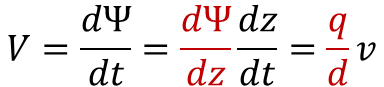 V = dΨ/dt = dΨ/dz dz/dt = q/d v